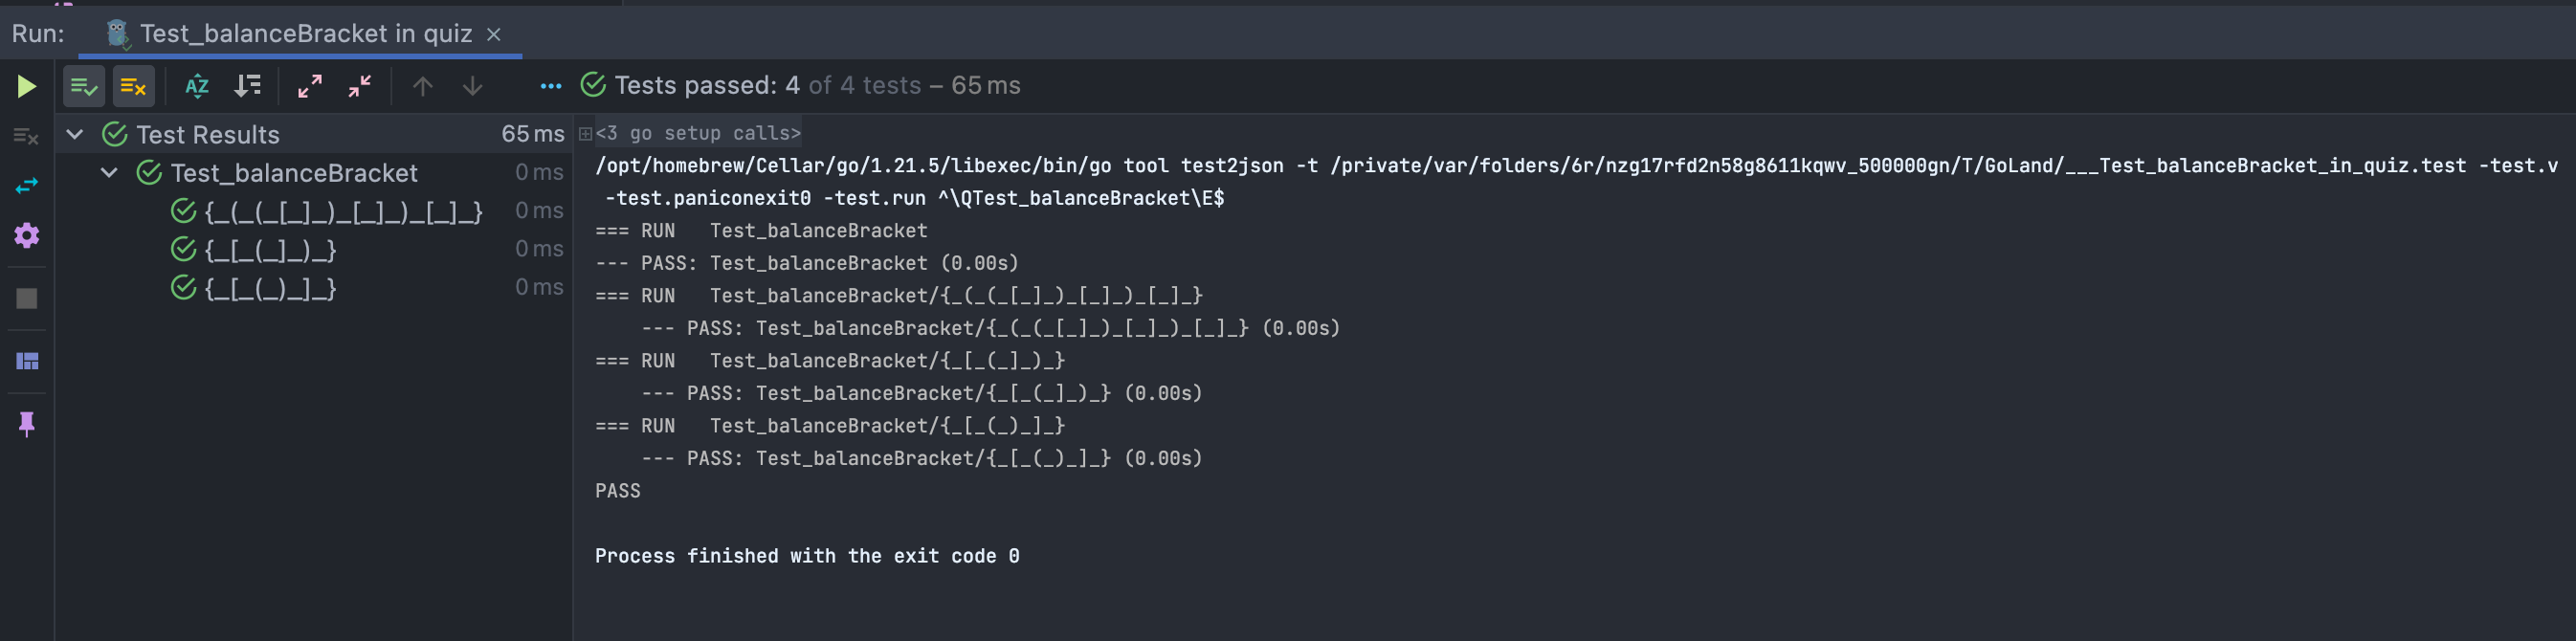 Run: Test_balanceBracket in quiz ×
Tests passed: 4 of 4 tests – 65 ms
Test Results 65 ms
Test_balanceBracket 0 ms
{_(_(_[_]_)_[_]_)_[_]_} 0 ms
{_[_(_]_)_} 0 ms
{_[_(_)_]_} 0 ms
<3 go setup calls>
/opt/homebrew/Cellar/go/1.21.5/libexec/bin/go tool test2json -t /private/var/folders/6r/nzg17rfd2n58g8611kqwv_500000gn/T/GoLand/___Test_balanceBracket_in_quiz.test -test.v
-test.paniconexit0 -test.run ^\QTest_balanceBracket\E$
=== RUN   Test_balanceBracket
--- PASS: Test_balanceBracket (0.00s)
=== RUN   Test_balanceBracket/{_(_(_[_]_)_[_]_)_[_]_}
    --- PASS: Test_balanceBracket/{_(_(_[_]_)_[_]_)_[_]_} (0.00s)
=== RUN   Test_balanceBracket/{_[_(_]_)_}
    --- PASS: Test_balanceBracket/{_[_(_]_)_} (0.00s)
=== RUN   Test_balanceBracket/{_[_(_)_]_}
    --- PASS: Test_balanceBracket/{_[_(_)_]_} (0.00s)
PASS
Process finished with the exit code 0